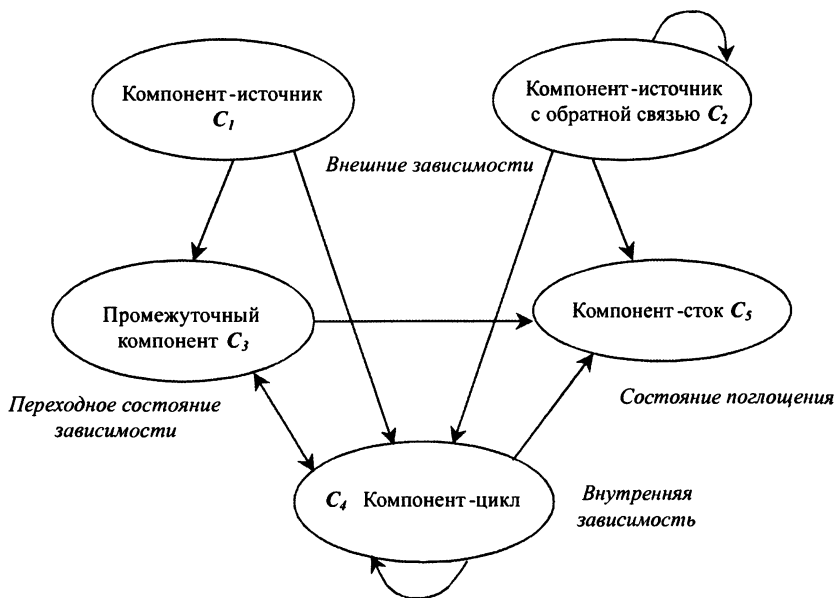 Компонент-источник
C₁
Компонент-источник
с обратной связью C₂
Внешние зависимости
Промежуточный
компонент C₃
Компонент-сток C₅
Переходное состояние
зависимости
Состояние поглощения
C₄ Компонент-цикл
Внутренняя
зависимость